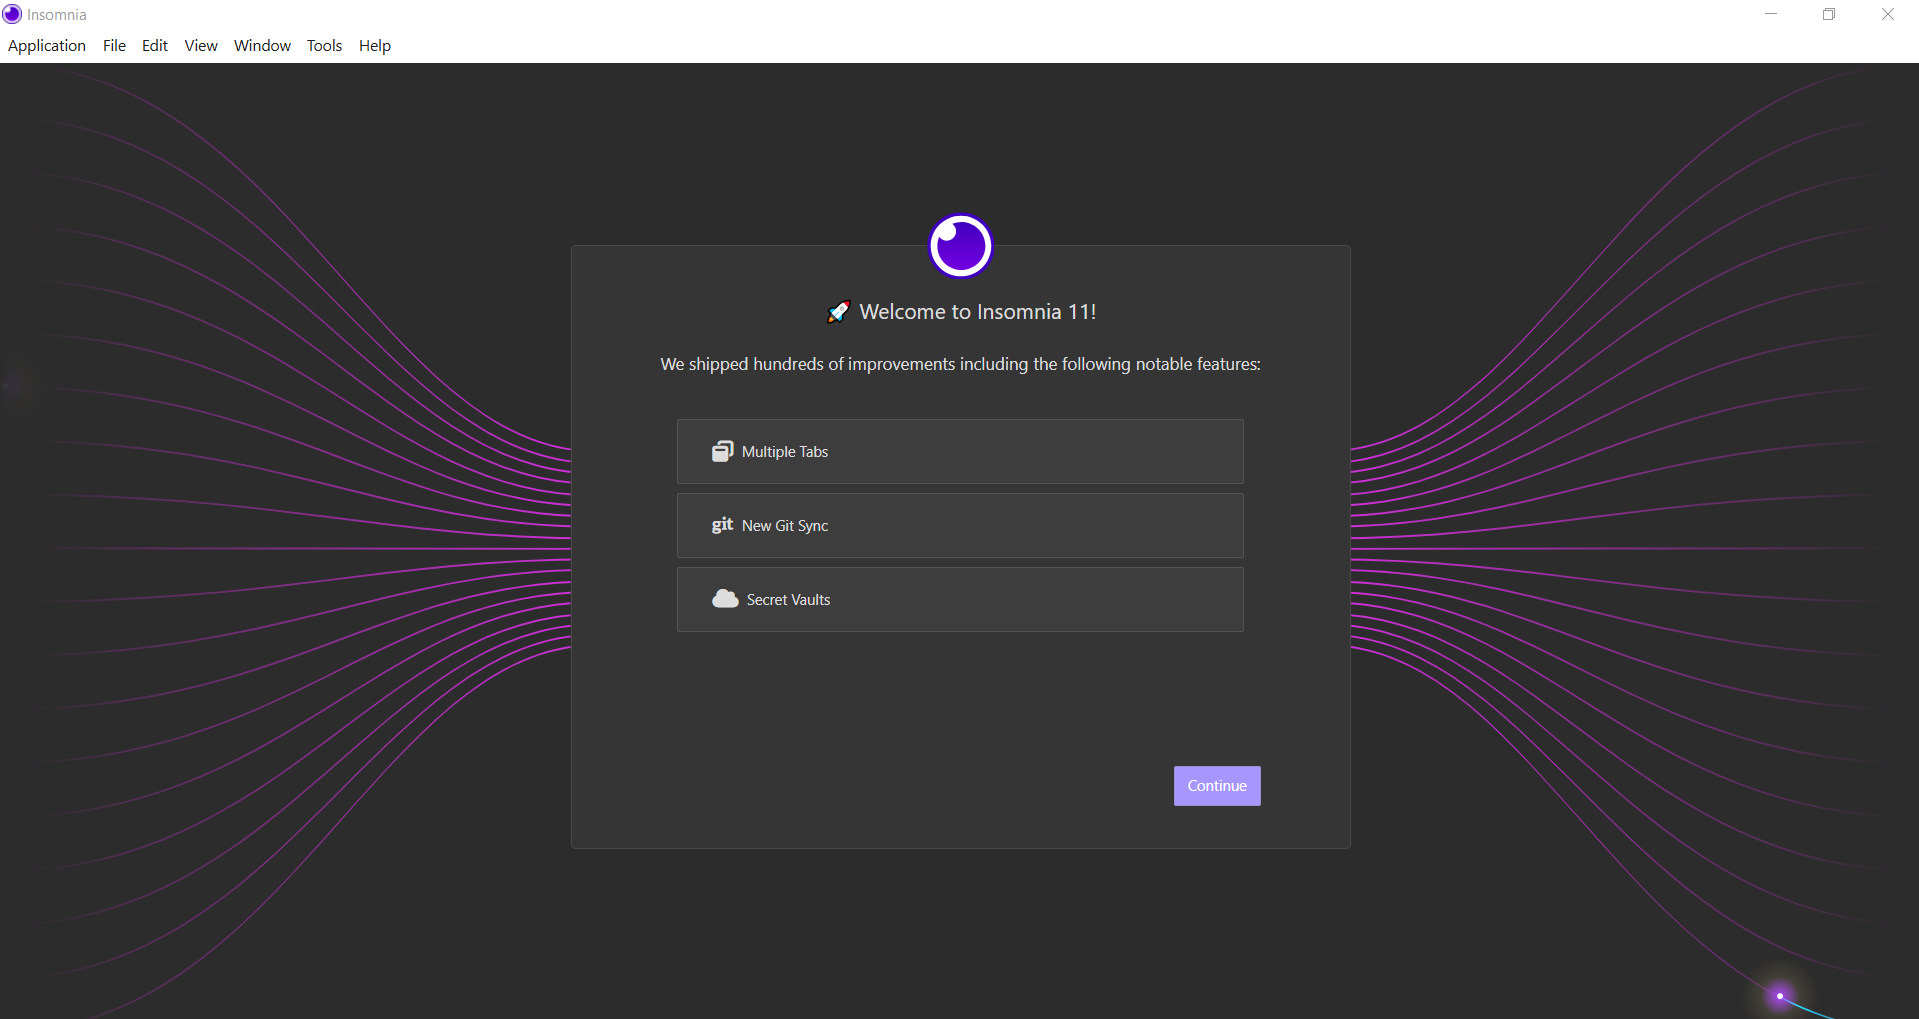 Insomnia
Application File Edit View Window Tools Help
🚀 Welcome to Insomnia 11!
We shipped hundreds of improvements including the following notable features:
Multiple Tabs
git New Git Sync
Secret Vaults
Continue